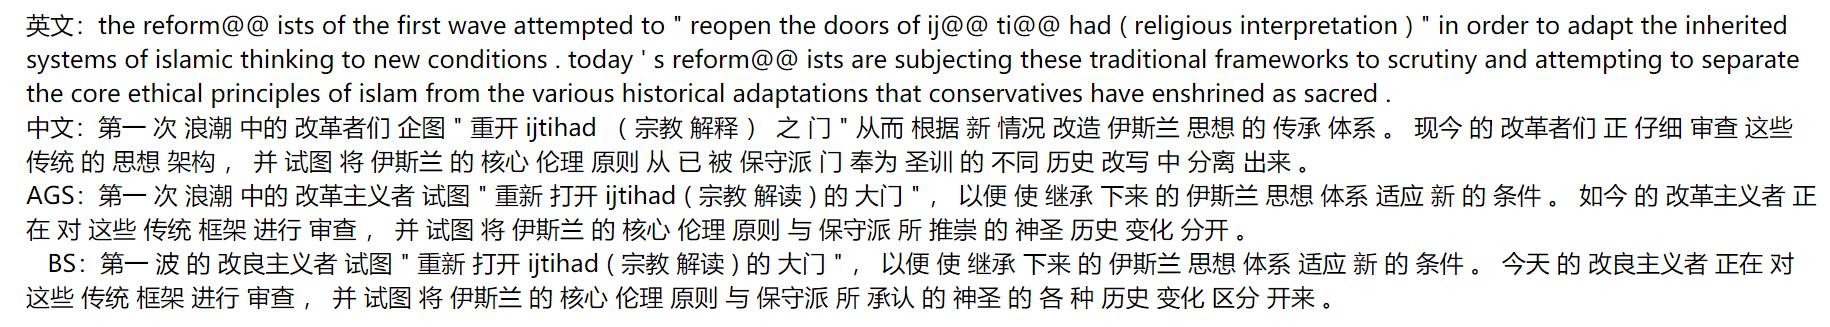 英文：the reform@@ ists of the first wave attempted to " reopen the doors of ij@@ ti@@ had ( religious interpretation ) " in order to adapt the inherited
systems of islamic thinking to new conditions . today ' s reform@@ ists are subjecting these traditional frameworks to scrutiny and attempting to separate
the core ethical principles of islam from the various historical adaptations that conservatives have enshrined as sacred .
中文：第一 次 浪潮 中的 改革者们 企图 " 重开 ijtihad （ 宗教 解释 ） 之 门 " 从而 根据 新 情况 改造 伊斯兰 思想 的 传承 体系 。 现今 的 改革者们 正 仔细 审查 这些
传统 的 思想 架构 ， 并 试图 将 伊斯兰 的 核心 伦理 原则 从 已 被 保守派 门 奉为 圣训 的 不同 历史 改写 中 分离 出来 。
AGS：第一 次 浪潮 中的 改革主义者 试图 " 重新 打开 ijtihad ( 宗教 解读 ) 的 大门 " ， 以便 使 继承 下来 的 伊斯兰 思想 体系 适应 新 的 条件 。 如今 的 改革主义者 正
在 对 这些 传统 框架 进行 审查 ， 并 试图 将 伊斯兰 的 核心 伦理 原则 与 保守派 所 推崇 的 神圣 历史 变化 分开 。
BS：第一 波 的 改良主义者 试图 " 重新 打开 ijtihad ( 宗教 解读 ) 的 大门 " ， 以便 使 继承 下来 的 伊斯兰 思想 体系 适应 新 的 条件 。 今天 的 改良主义者 正在 对
这些 传统 框架 进行 审查 ， 并 试图 将 伊斯兰 的 核心 伦理 原则 与 保守派 所 承认 的 神圣 的 各 种 历史 变化 区分 开来 。